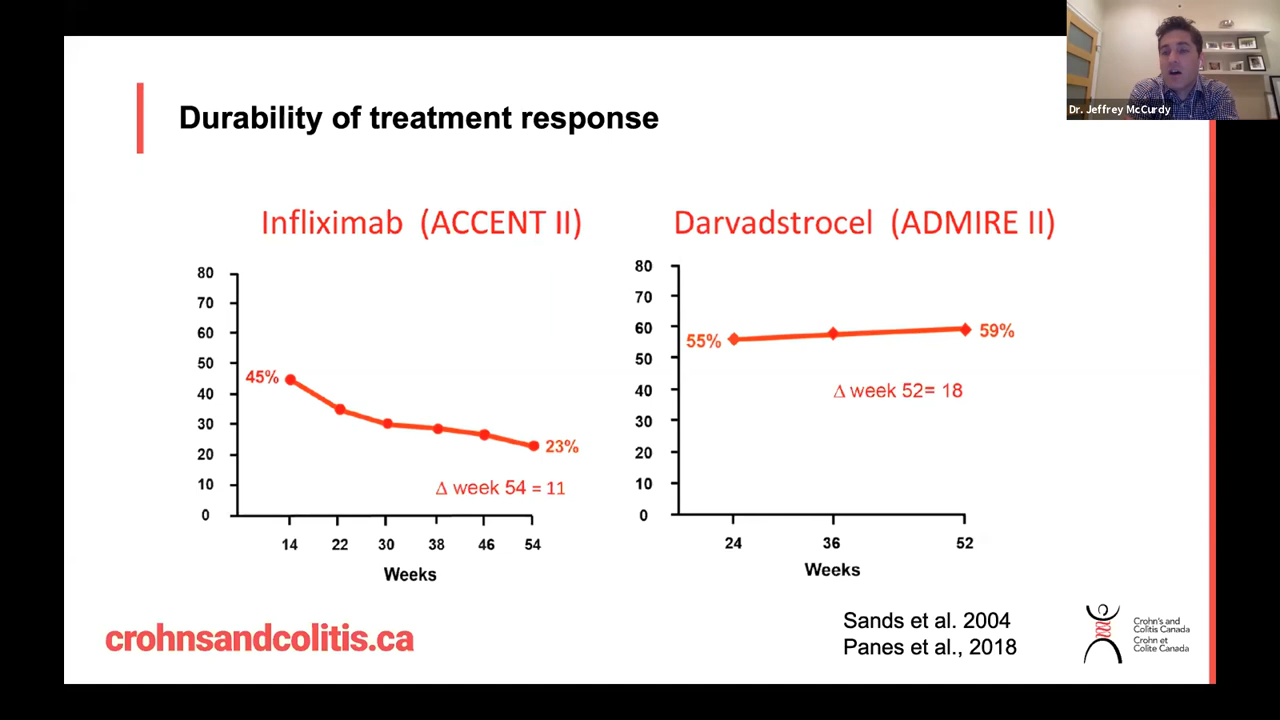 Dr. Jeffrey McCurdy
Durability of treatment response
Infliximab (ACCENT II)
80
70
60
50
40
30
20
10
0
45%
23%
Δ week 54 = 11
14 22 30 38 46 54
Weeks
Darvadstrocel (ADMIRE II)
80
70
60
50
40
30
20
10
0
55%
59%
Δ week 52= 18
24 36 52
Weeks
crohnsandcolitis.ca
Sands et al. 2004
Panes et al., 2018
Crohn's and
Colitis Canada
Crohn et
Colite Canada